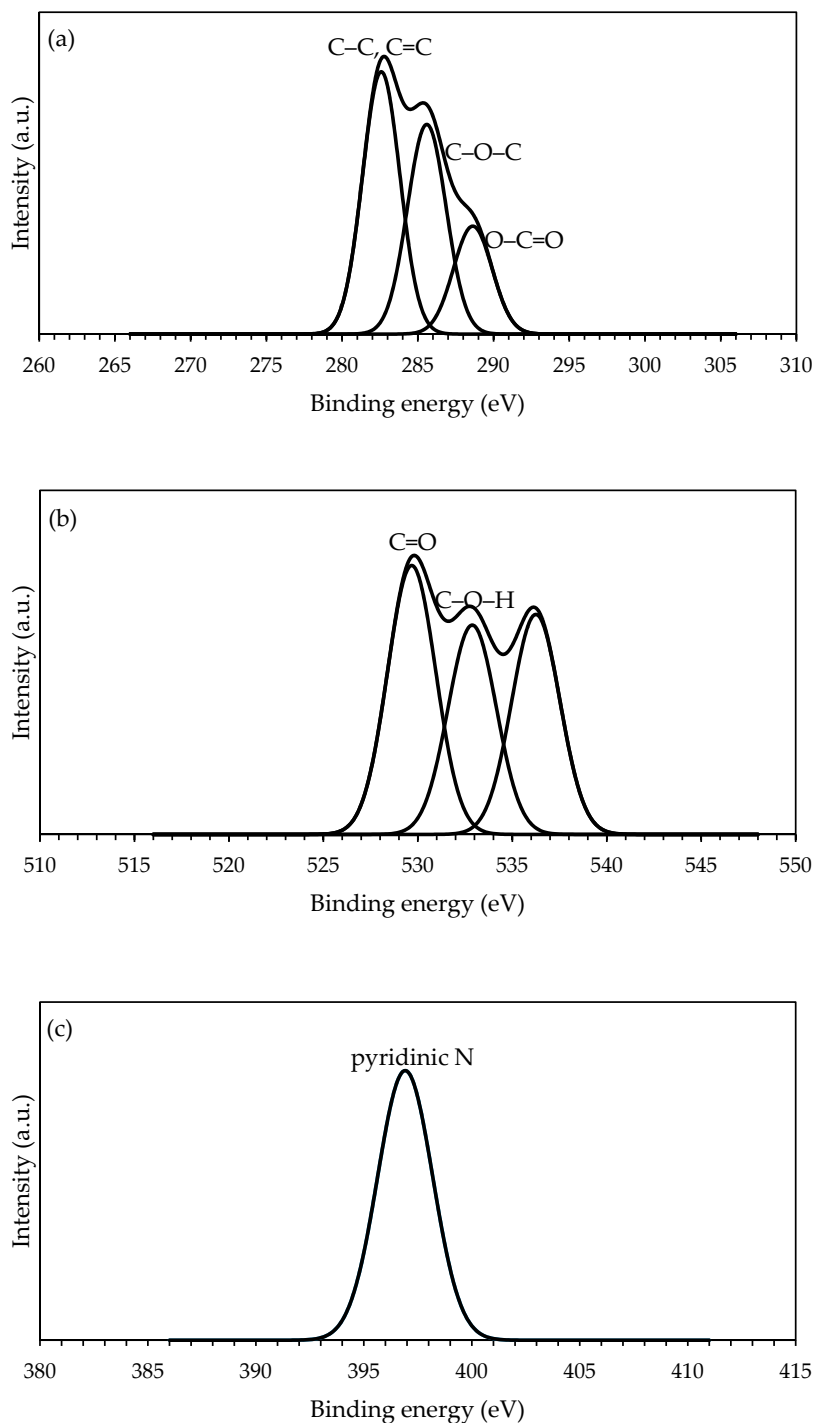 (a)
C–C, C=C
C–O–C
O–C=O
Intensity (a.u.)
260 265 270 275 280 285 290 295 300 305 310
Binding energy (eV)
(b)
C=O
C–O–H
Intensity (a.u.)
510 515 520 525 530 535 540 545 550
Binding energy (eV)
(c)
pyridinic N
Intensity (a.u.)
380 385 390 395 400 405 410 415
Binding energy (eV)